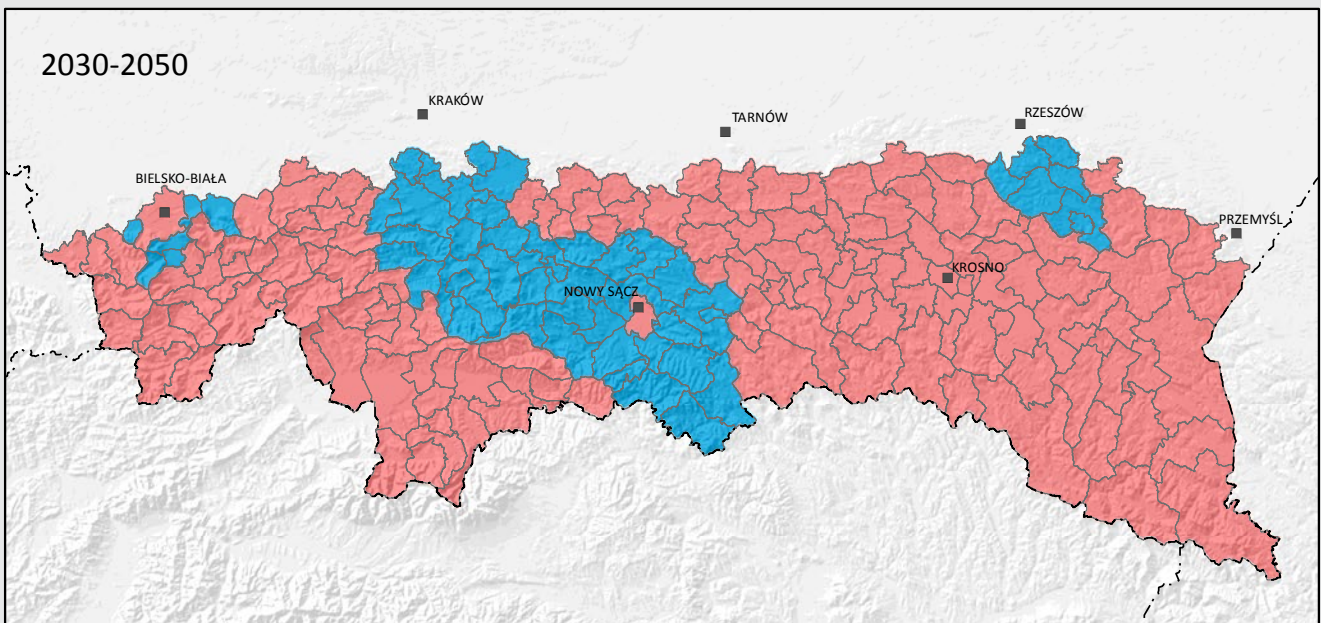 2030-2050
KRAKÓW
TARNÓW
RZESZÓW
BIELSKO-BIAŁA
PRZEMYŚL
KROSNO
NOWY SĄCZ